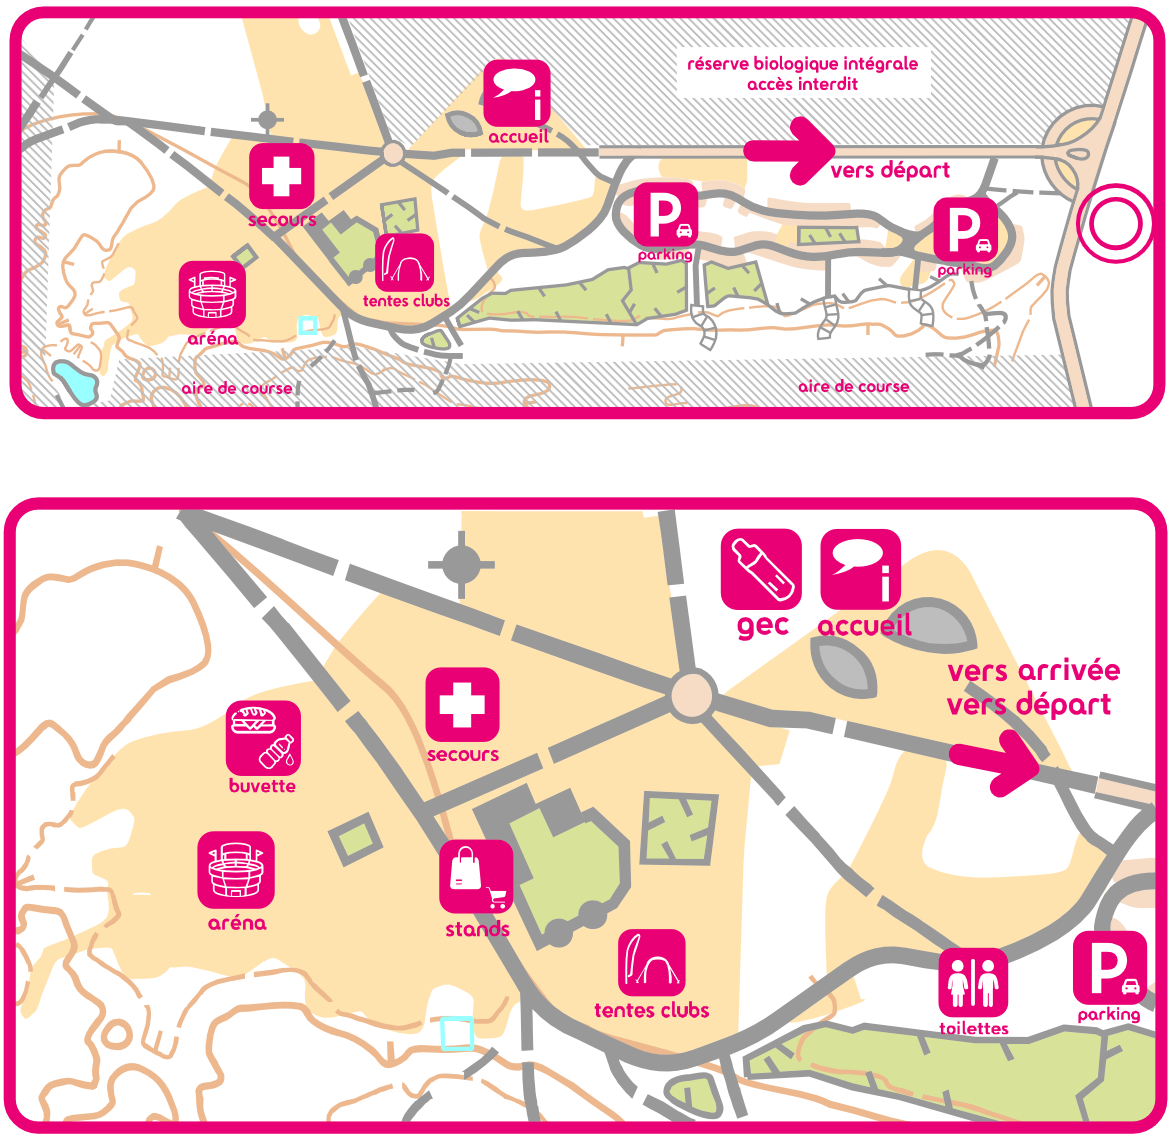 réserve biologique intégrale
accès interdit
i
accueil
vers départ
secours
P
parking
P
parking
tentes clubs
aréna
aire de course
aire de course
gec
i
accueil
vers arrivée
vers départ
secours
buvette
aréna
stands
tentes clubs
toilettes
P
parking